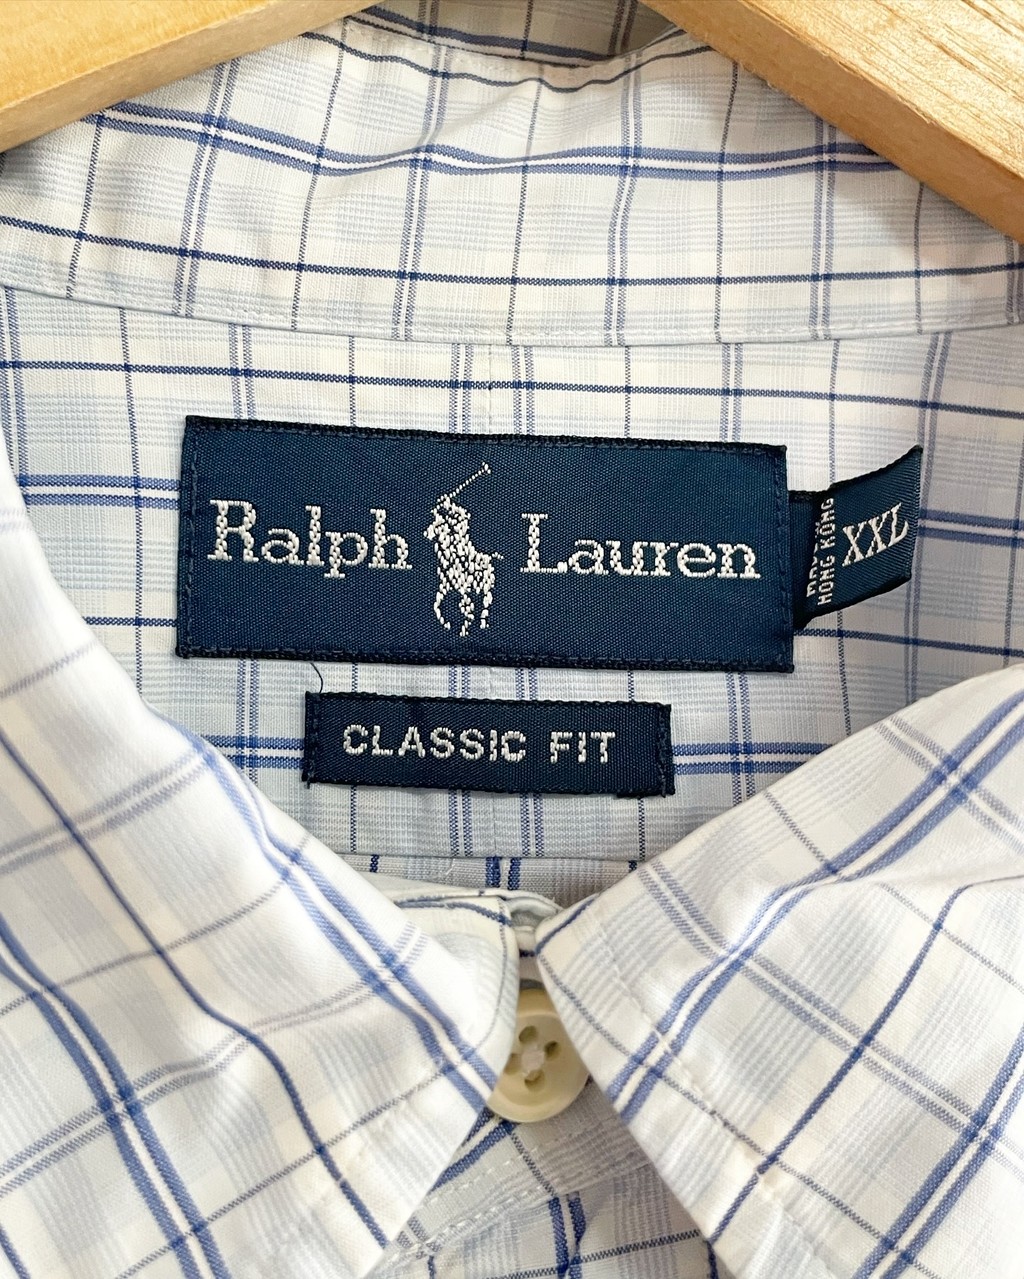 Ralph Lauren
HONG KONG
XXL
CLASSIC FIT